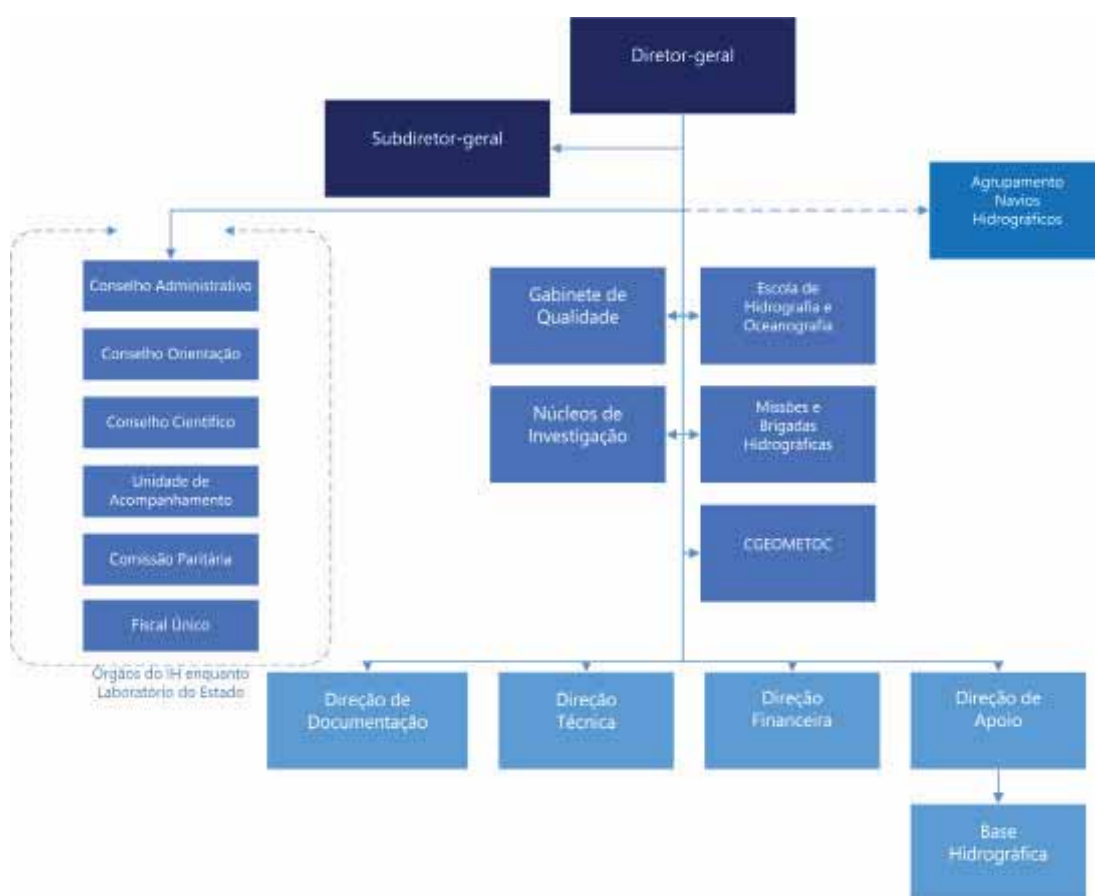 Diretor-geral
Subdiretor-geral
Agrupamento
Navios
Hidrográficos
Conselho Administrativo
Conselho Orientação
Conselho Científico
Unidade de
Acompanhamento
Comissão Paritária
Fiscal Único
Órgãos do IH enquanto
Laboratório do Estado
Gabinete de
Qualidade
Escola de
Hidrografia e
Oceanografia
Núcleos de
Investigação
Missões e
Brigadas
Hidrográficas
CGEOMETOC
Direção de
Documentação
Direção
Técnica
Direção
Financeira
Direção de
Apoio
Base
Hidrográfica